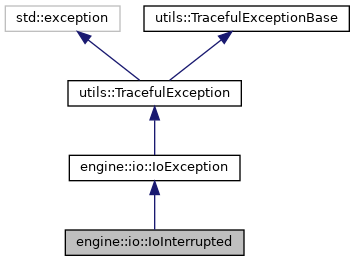 std::exception
utils::TracefulExceptionBase
utils::TracefulException
engine::io::IoException
engine::io::IoInterrupted